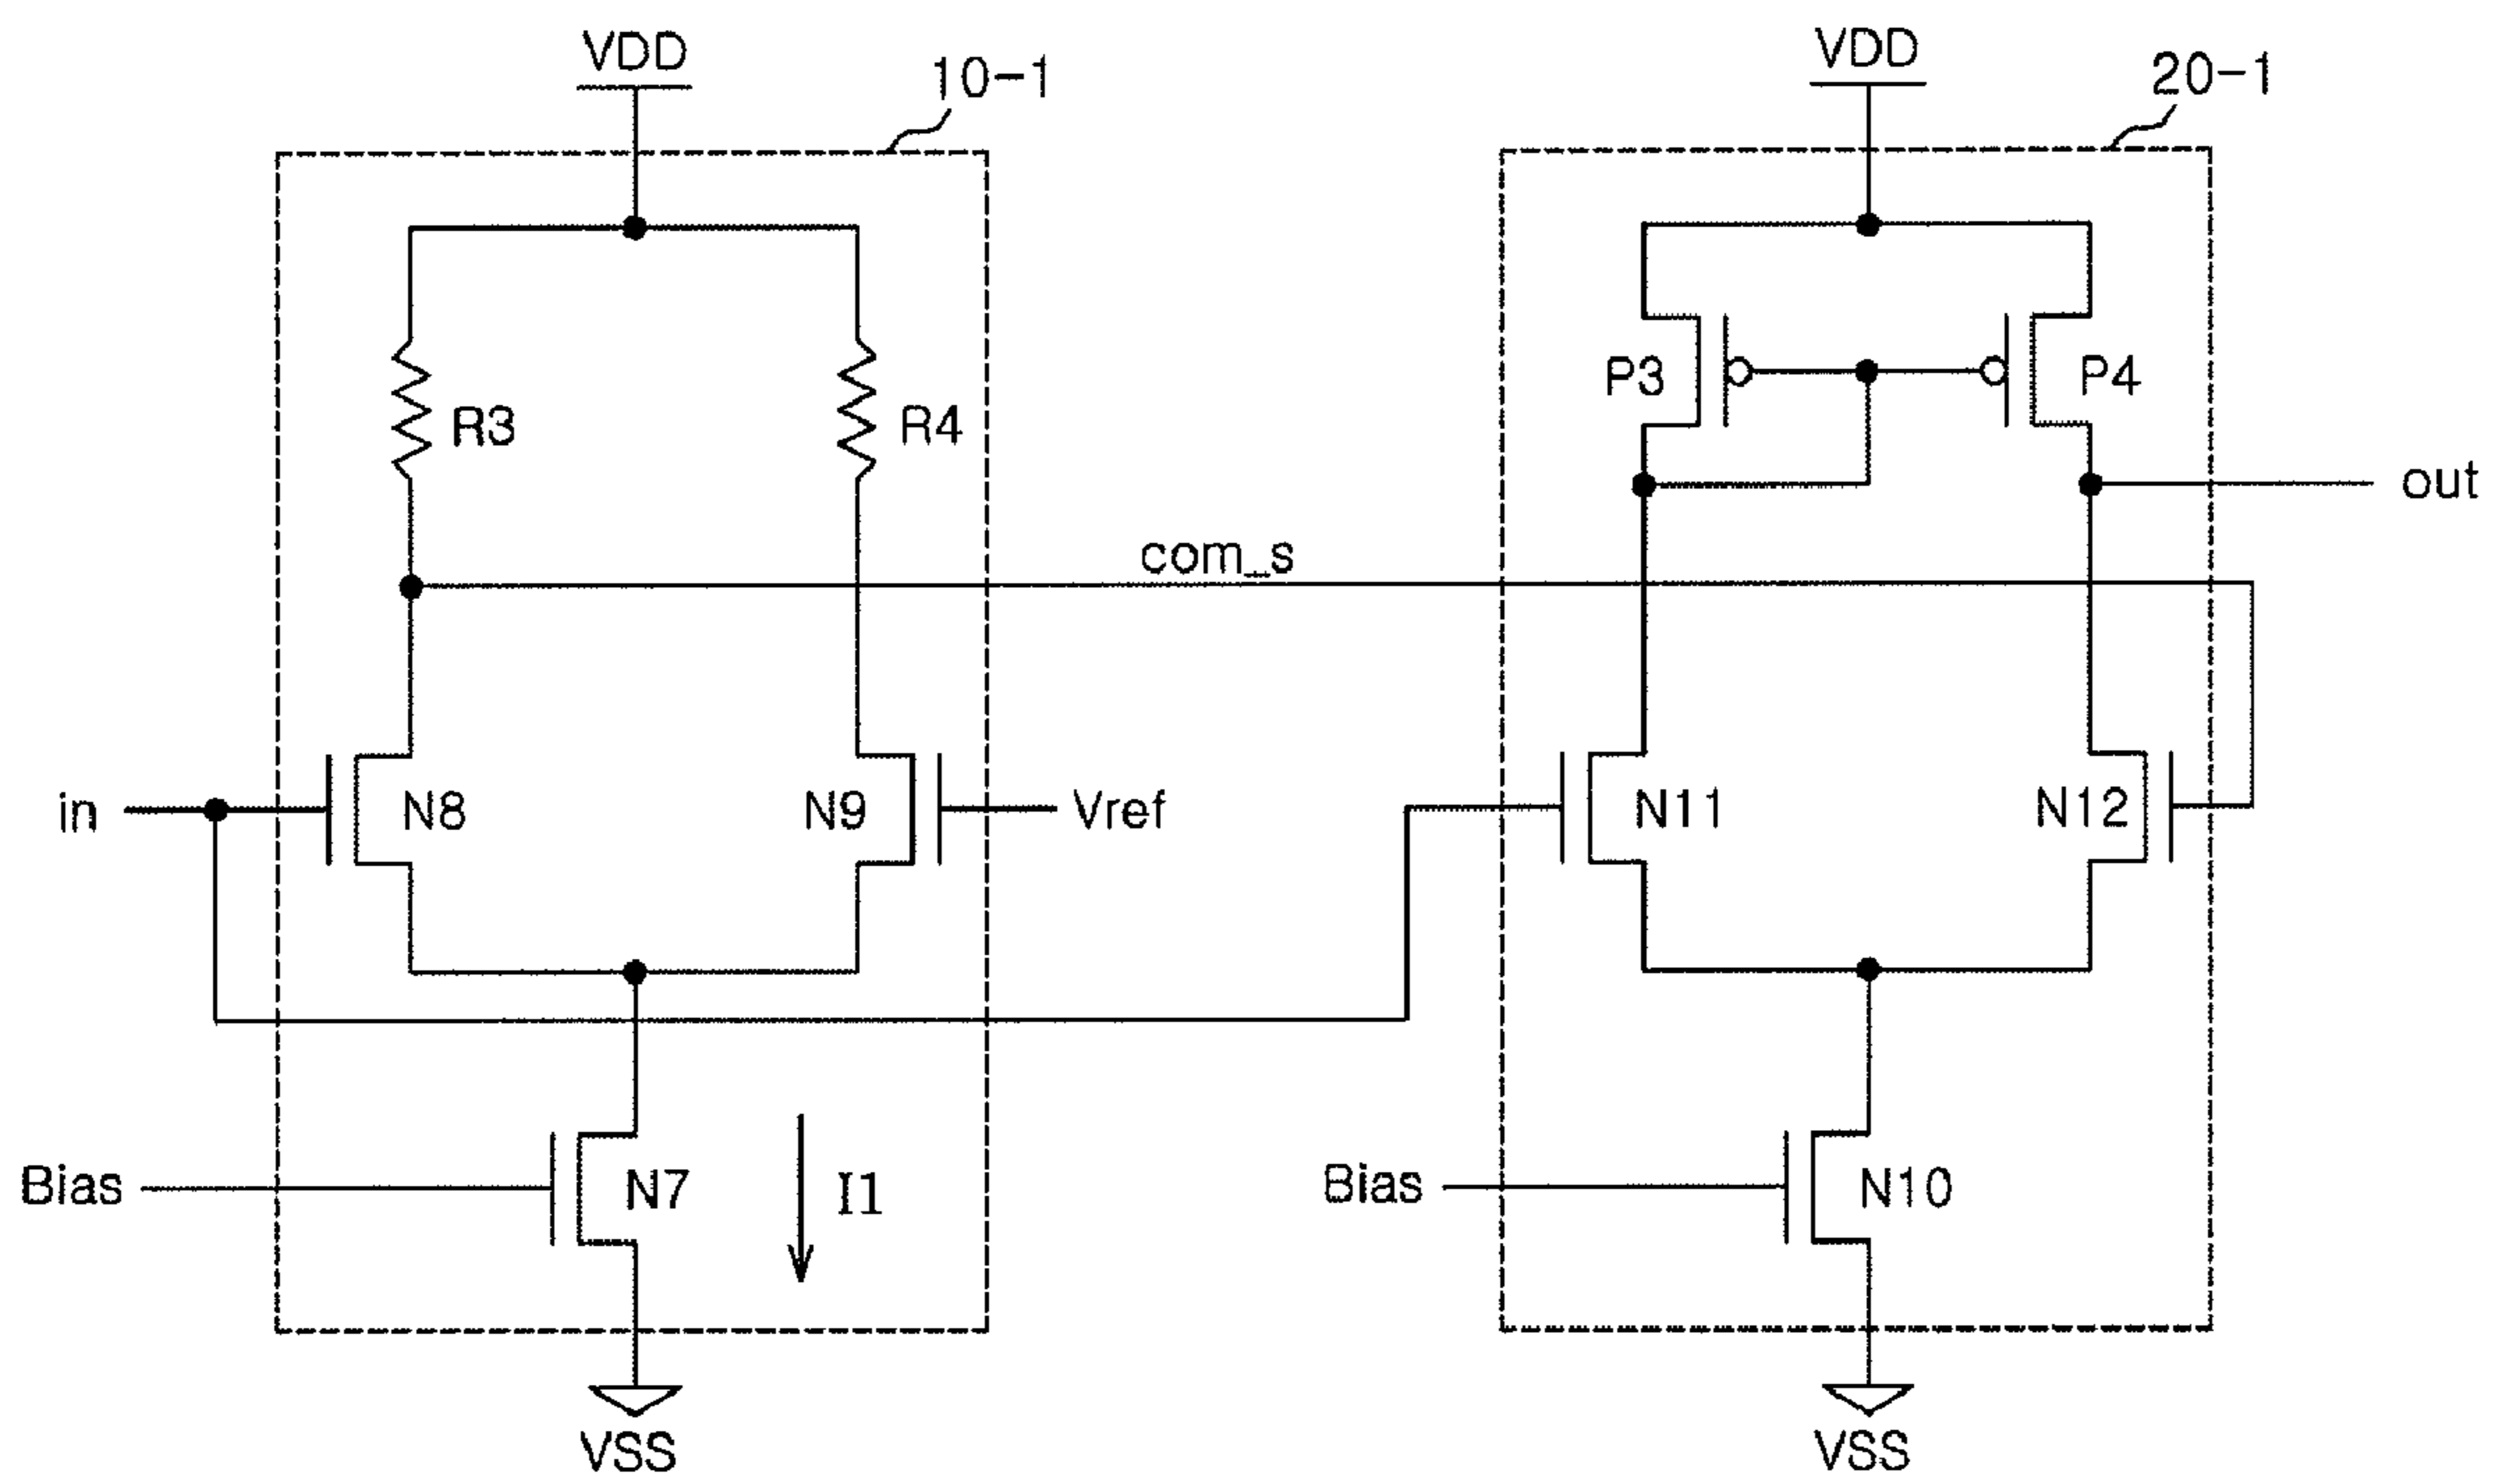 VDD
10-1
VDD
20-1
R3
R4
P3
P4
out
com_s
in
N8
N9
Vref
N11
N12
Bias
N7
I1
Bias
N10
VSS
VSS